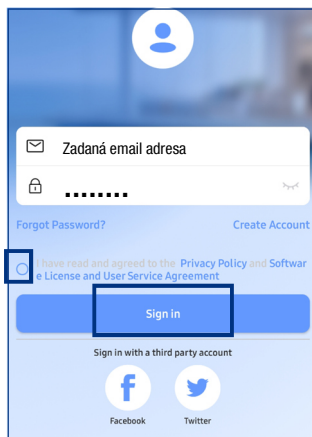 Zadaná email adresa
........
Forgot Password?
Create Account
I have read and agreed to the Privacy Policy and Softwar
e License and User Service Agreement
Sign in
Sign in with a third party account
Facebook
Twitter